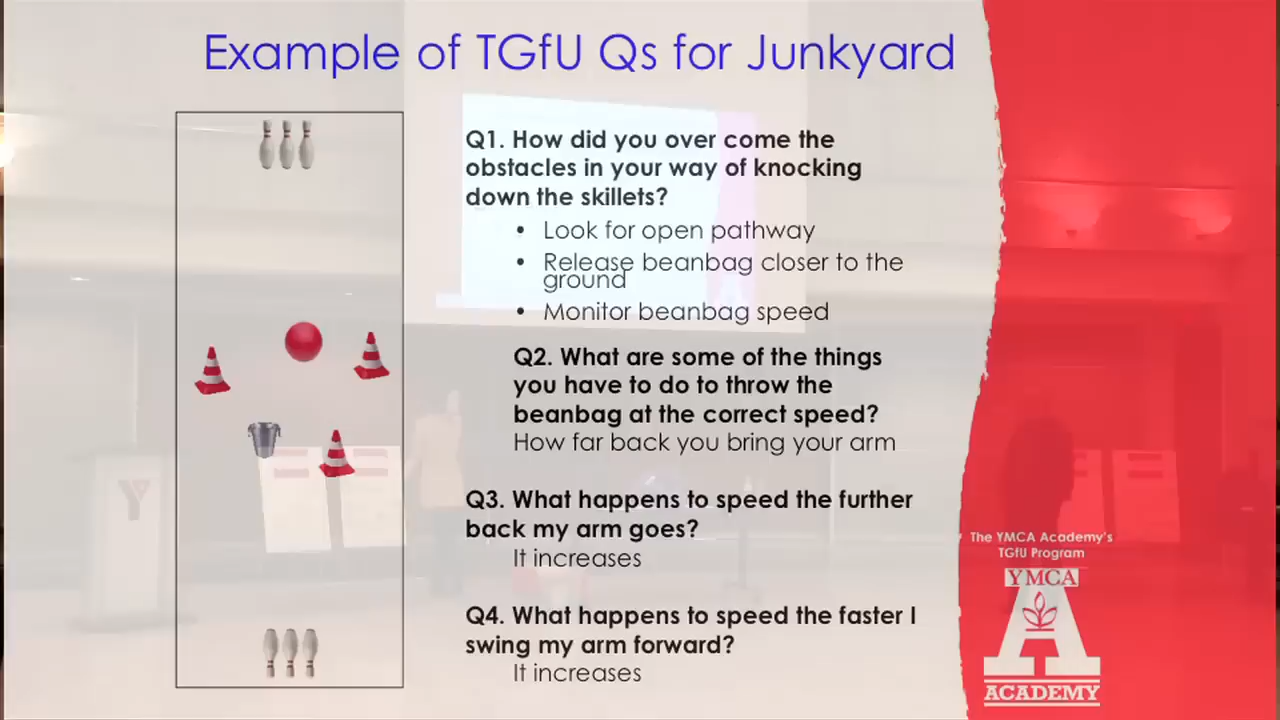 Example of TGfU Qs for Junkyard
Q1. How did you over come the
obstacles in your way of knocking
down the skillets?
• Look for open pathway
• Release beanbag closer to the
ground
• Monitor beanbag speed
Q2. What are some of the things
you have to do to throw the
beanbag at the correct speed?
How far back you bring your arm
Q3. What happens to speed the further
back my arm goes?
It increases
Q4. What happens to speed the faster I
swing my arm forward?
It increases
The YMCA Academy's
TGfU Program
YMCA
A
ACADEMY